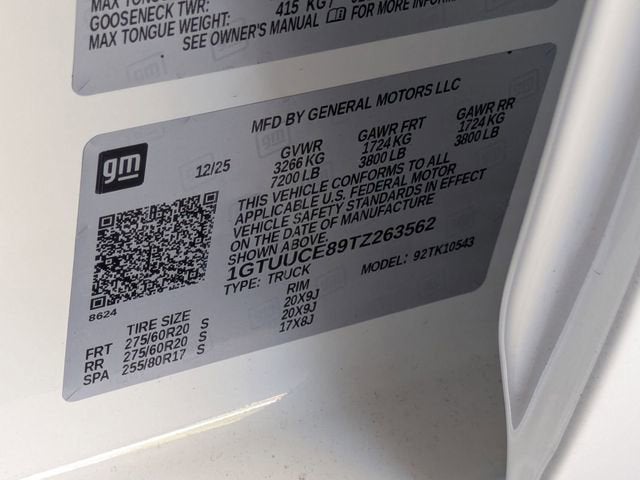 MAX TONGUE
GOOSENECK TWR: 415 KG
MAX TONGUE WEIGHT:
SEE OWNER'S MANUAL FOR MORE INFORM
MFD BY GENERAL MOTORS LLC
gm
12/25
GVWR GAWR FRT GAWR RR
3266 KG 1724 KG 1724 KG
7200 LB 3800 LB 3800 LB
THIS VEHICLE CONFORMS TO ALL
APPLICABLE U.S. FEDERAL MOTOR
VEHICLE SAFETY STANDARDS IN EFFECT
ON THE DATE OF MANUFACTURE
SHOWN ABOVE.
1GTUUCE89TZ263562
TYPE: TRUCK MODEL: 92TK10543
8624
TIRE SIZE RIM
FRT 275/60R20 S 20X9J
RR 275/60R20 S 20X9J
SPA 255/80R17 S 17X8J